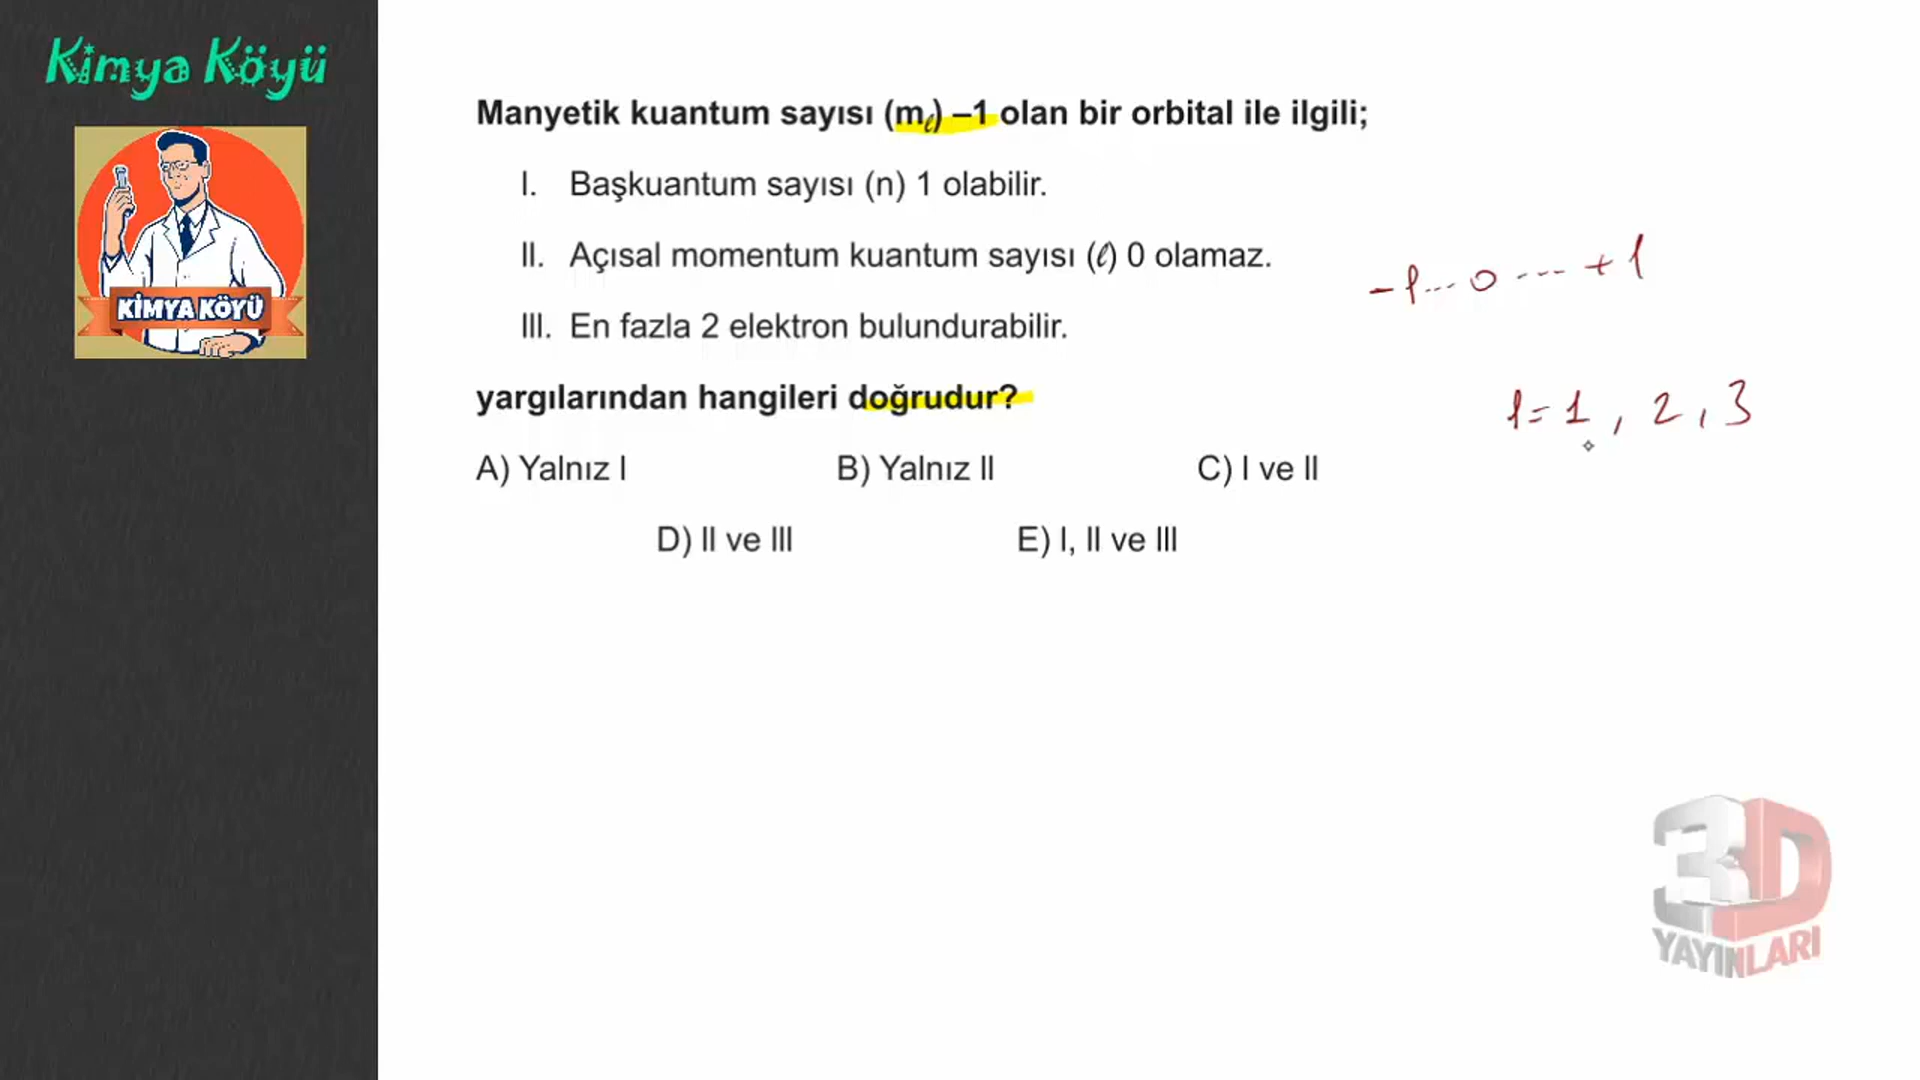 Kimya Köyü
KİMYA KÖYÜ
Manyetik kuantum sayısı (mℓ) –1 olan bir orbital ile ilgili;
I. Başkuantum sayısı (n) 1 olabilir.
II. Açısal momentum kuantum sayısı (ℓ) 0 olamaz.
III. En fazla 2 elektron bulundurabilir.
yargılarından hangileri doğrudur?
A) Yalnız I B) Yalnız II C) I ve II
D) II ve III E) I, II ve III
-l... 0 .... +l
l=1, 2, 3
3D
YAYINLARI